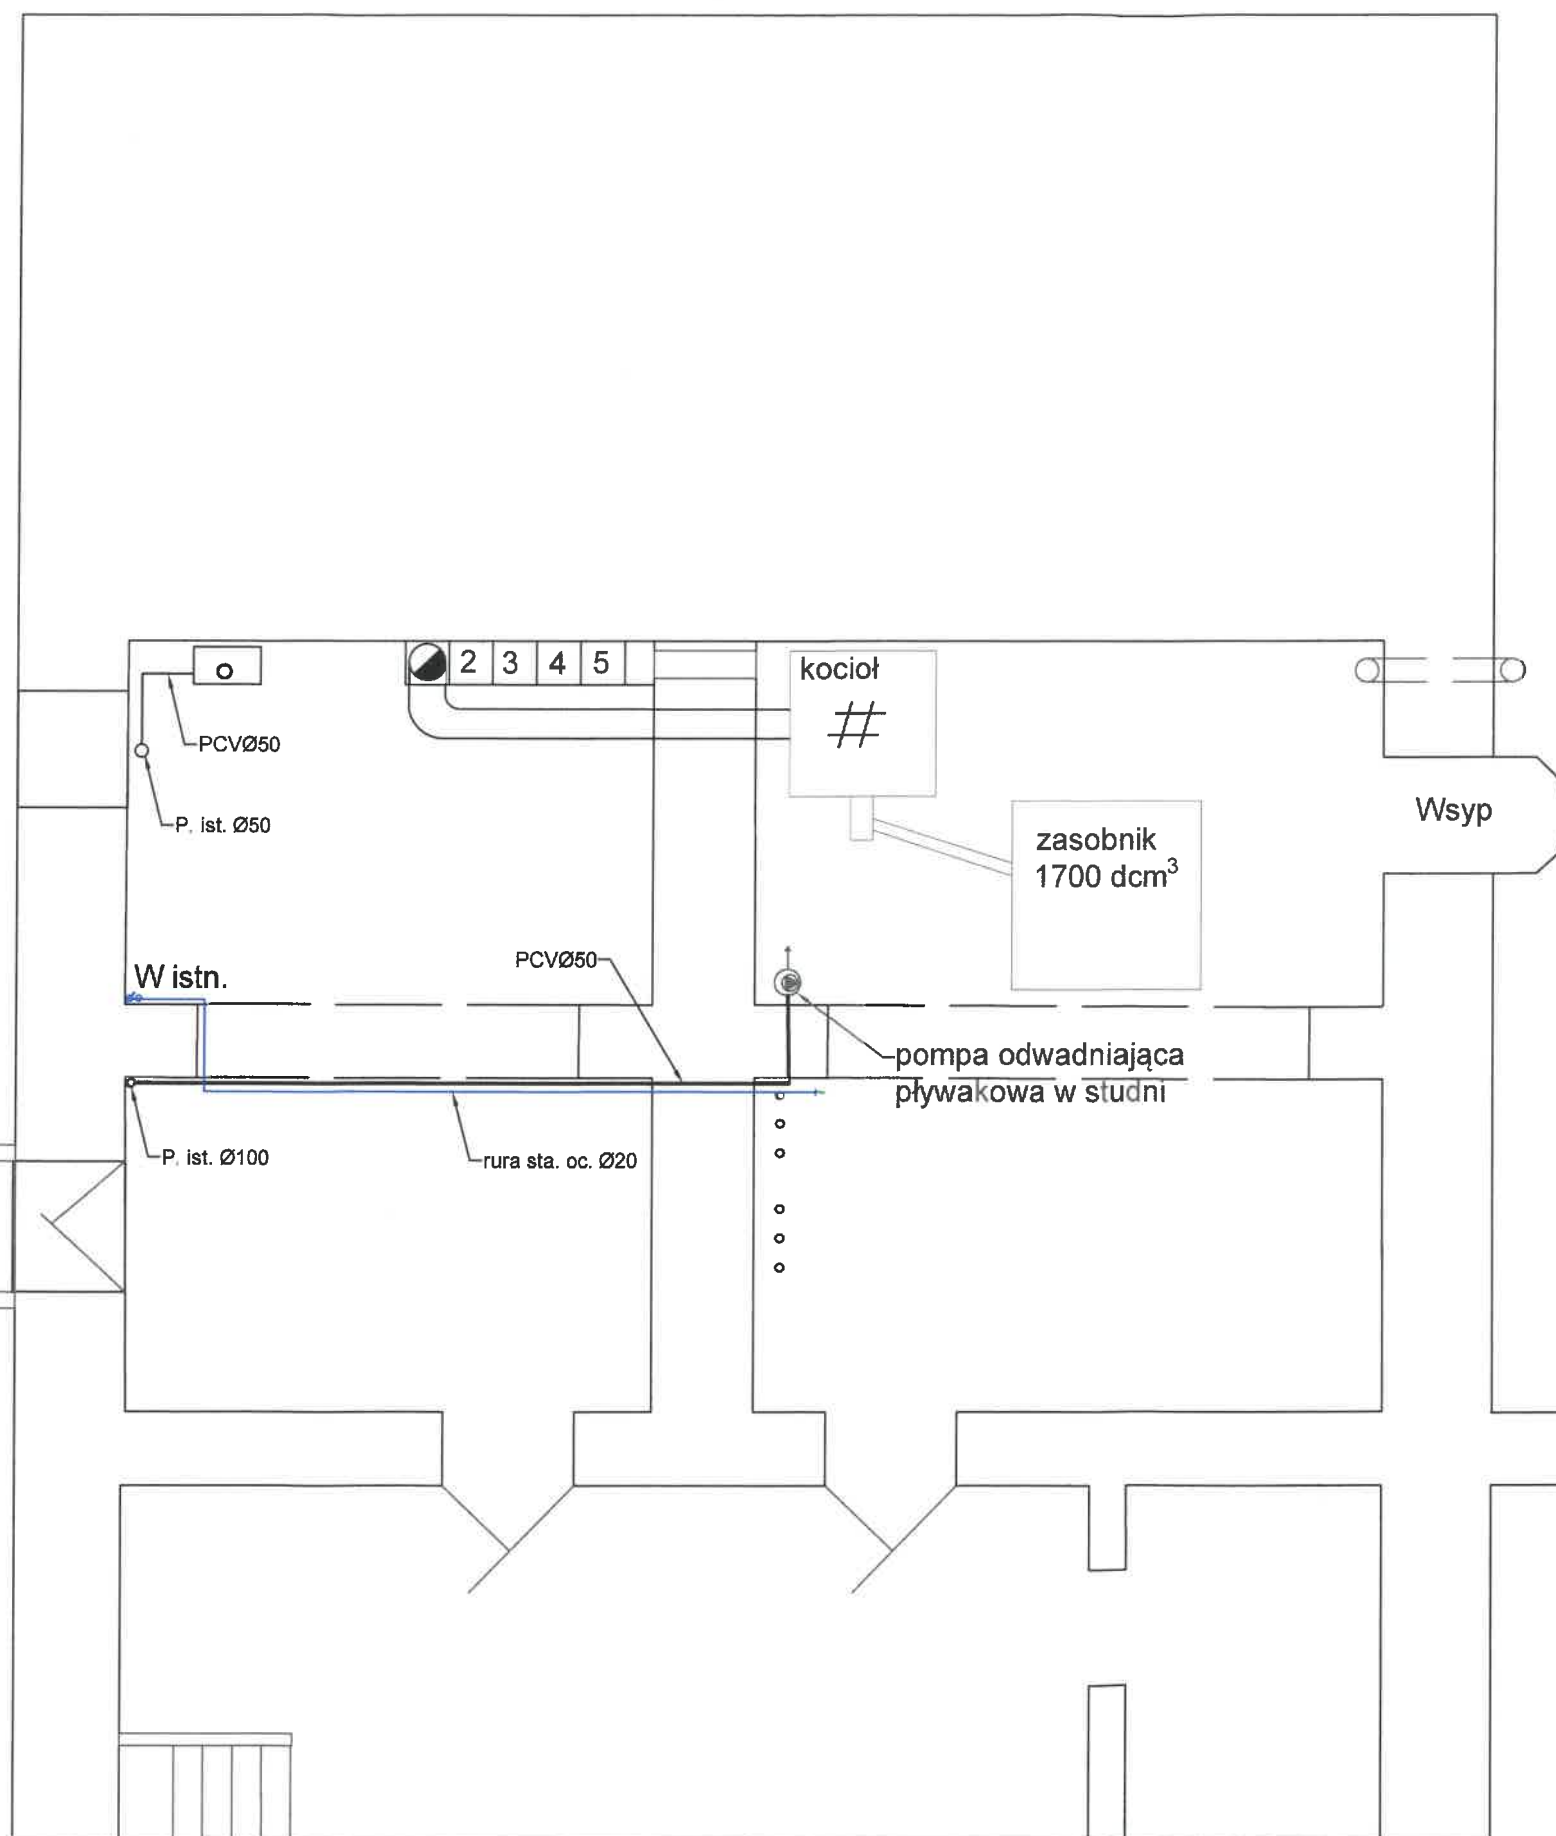 2 3 4 5
kocioł
PCVØ50
P. ist. Ø50
Wsyp
zasobnik
1700 dcm³
W istn.
PCVØ50
pompa odwadniająca
pływakowa w studni
P. ist. Ø100
rura sta. oc. Ø20